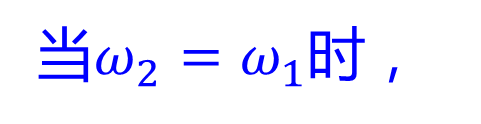 当𝜔₂ = 𝜔₁时，